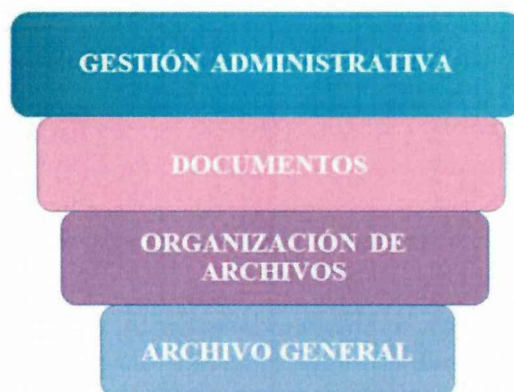 GESTIÓN ADMINISTRATIVA
DOCUMENTOS
ORGANIZACIÓN DE
ARCHIVOS
ARCHIVO GENERAL